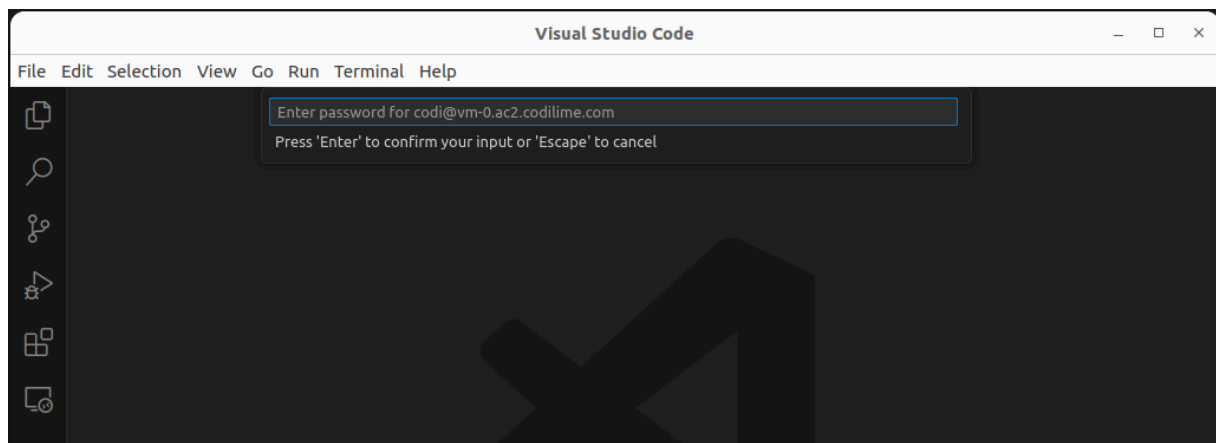 Visual Studio Code
File Edit Selection View Go Run Terminal Help
Enter password for codi@vm-0.ac2.codilime.com
Press 'Enter' to confirm your input or 'Escape' to cancel